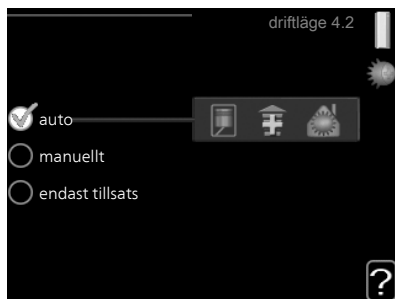 driftläge 4.2
auto
manuellt
endast tillsats
?